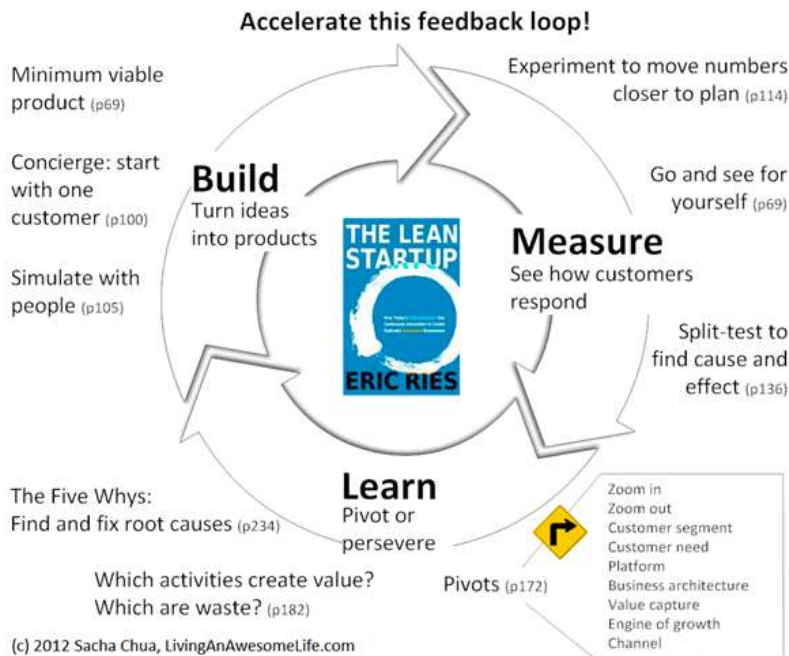 Accelerate this feedback loop!
Minimum viable
product (p69)
Concierge: start
with one
customer (p100)
Simulate with
people (p105)
Build
Turn ideas
into products
Experiment to move numbers
closer to plan (p114)
Go and see for
yourself (p69)
Measure
See how customers
respond
Split-test to
find cause and
effect (p136)
THE LEAN
STARTUP
ERIC RIES
Learn
Pivot or
persevere
The Five Whys:
Find and fix root causes (p234)
Which activities create value?
Which are waste? (p182)
Pivots (p172)
Zoom in
Zoom out
Customer segment
Customer need
Platform
Business architecture
Value capture
Engine of growth
Channel
(c) 2012 Sacha Chua, LivingAnAwesomeLife.com